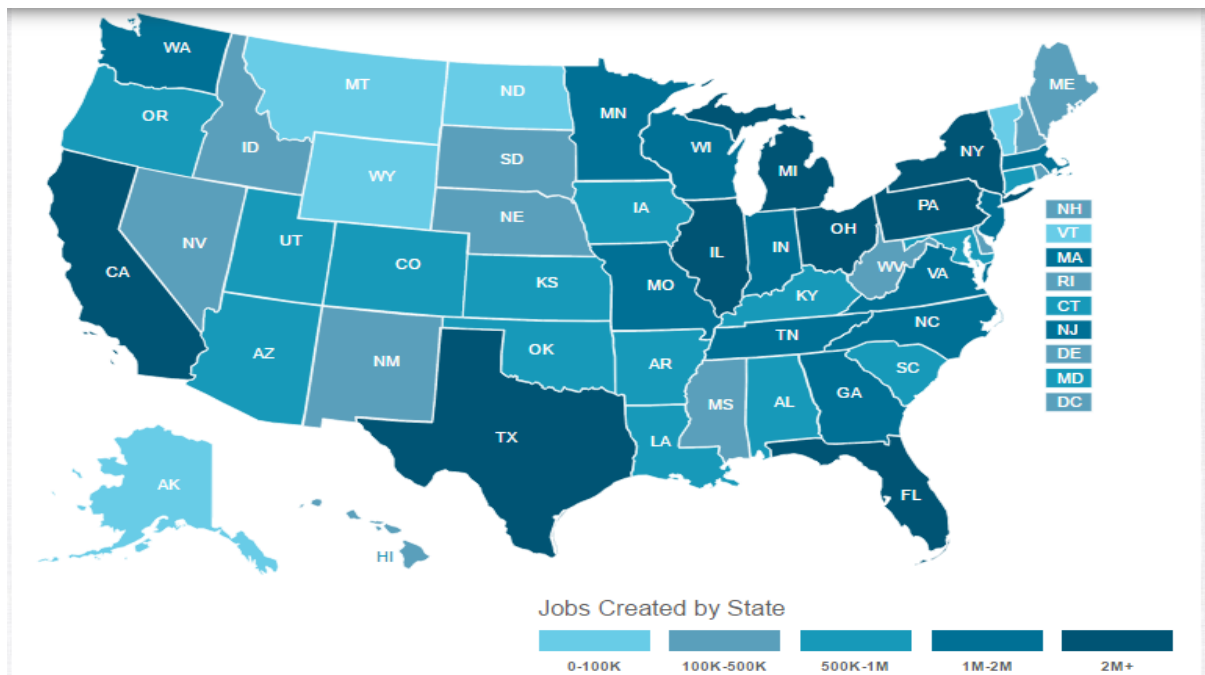 WA
MT
ND
ME
OR
MN
ID
SD
WI
NY
MI
WY
PA
IA
NE
NH
VT
MA
RI
CT
NJ
DE
MD
DC
NV
UT
CO
CA
IL
IN
OH
WV
VA
KS
MO
KY
NC
TN
AZ
NM
OK
AR
SC
MS
AL
GA
TX
LA
AK
FL
HI
Jobs Created by State
0-100K 100K-500K 500K-1M 1M-2M 2M+